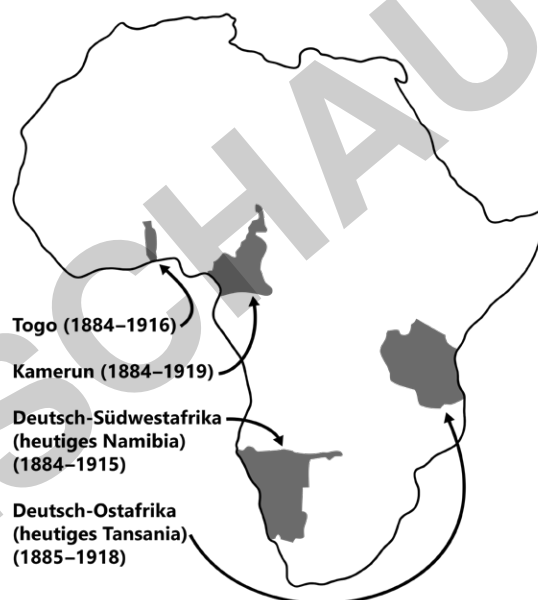 SCHAU
Togo (1884–1916)
Kamerun (1884–1919)
Deutsch-Südwestafrika
(heutiges Namibia)
(1884–1915)
Deutsch-Ostafrika
(heutiges Tansania)
(1885–1918)